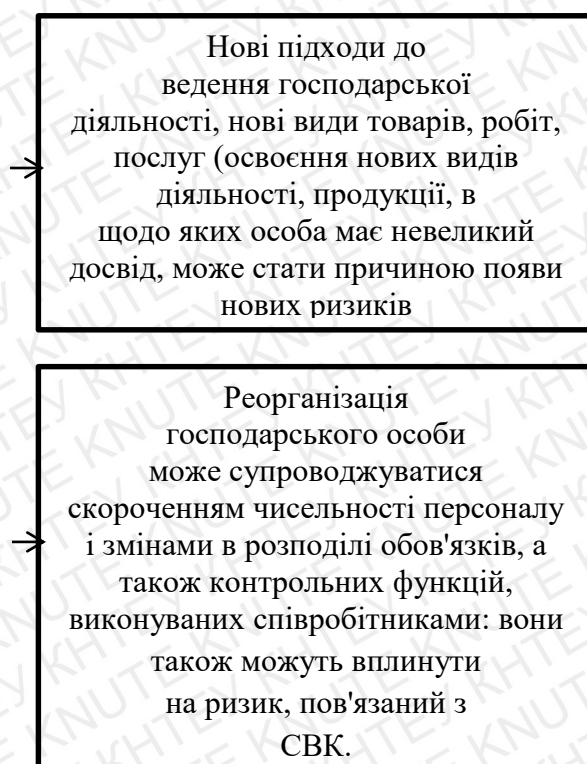 Нові підходи до
ведення господарської
діяльності, нові види товарів, робіт,
послуг (освоєння нових видів
діяльності, продукції, в
щодо яких особа має невеликий
досвід, може стати причиною появи
нових ризиків
Реорганізація
господарського особи
може супроводжуватися
скороченням чисельності персоналу
і змінами в розподілі обов'язків, а
також контрольних функцій,
виконуваних співробітниками: вони
також можуть вплинути
на ризик, пов'язаний з
СВК.